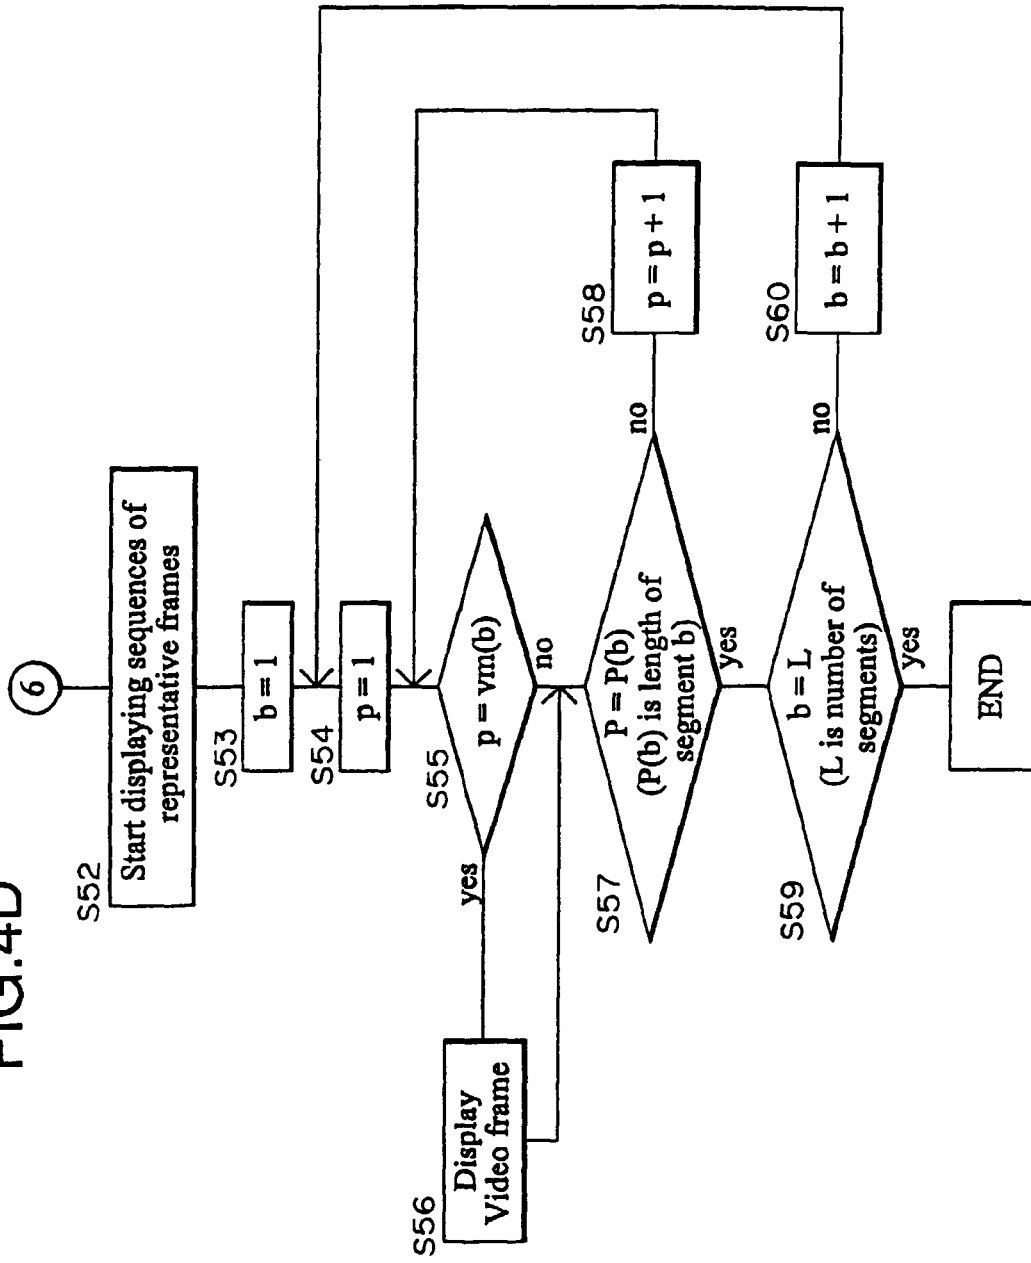 FIG.4D
6
S52
Start displaying sequences of
representative frames
S53
b = 1
S54
p = 1
S55
p = vm(b)
yes
no
S56
Display
Video frame
S57
P = P(b)
(P(b) is length of
segment b)
no
yes
S58
p = p + 1
S59
b = L
(L is number of
segments)
no
yes
S60
b = b + 1
END